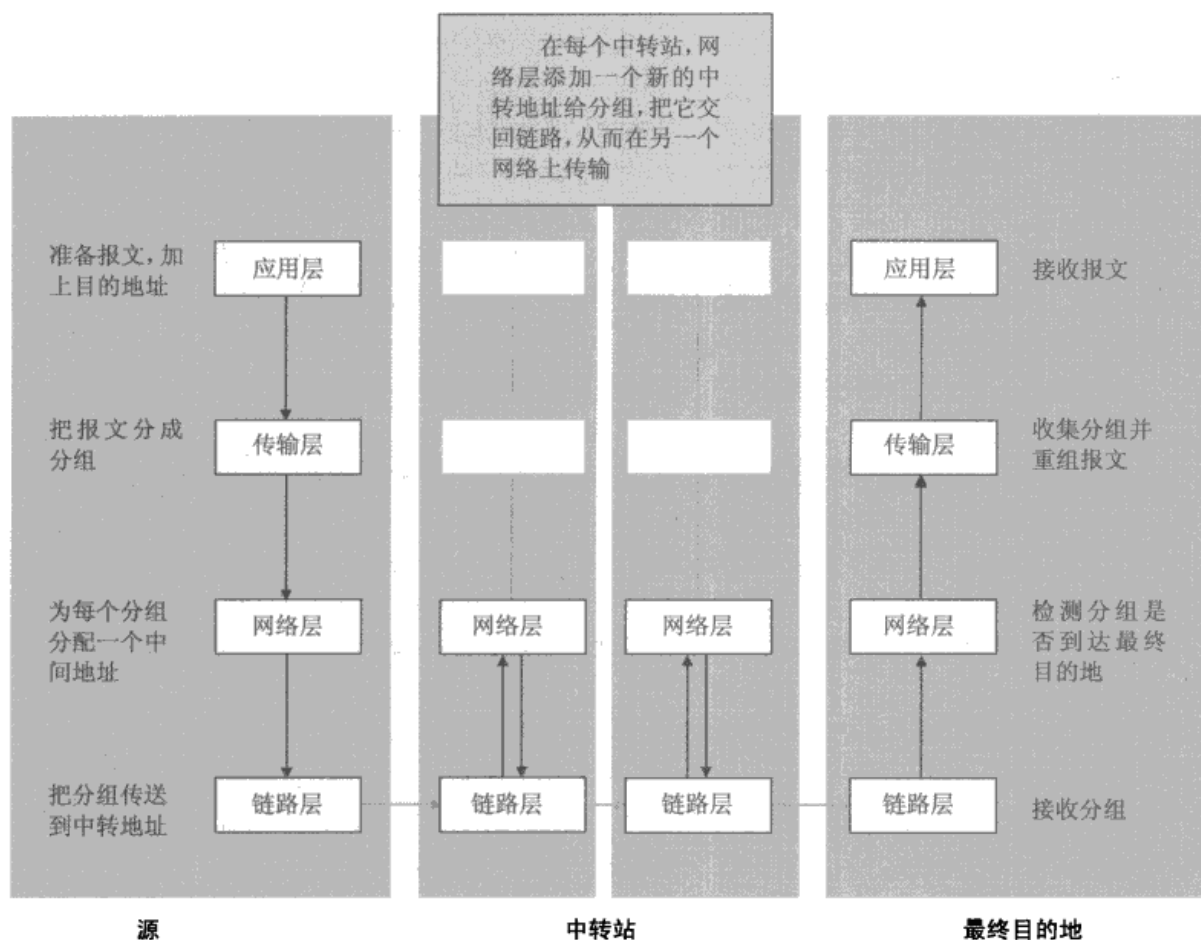 在每个中转站,网
络层添加一个新的中
转地址给分组,把它交
回链路,从而在另一个
网络上传输
准备报文,加
上目的地址
应用层
应用层
接收报文
把报文分成
分组
传输层
传输层
收集分组并
重组报文
为每个分组
分配一个中
间地址
网络层
网络层
网络层
网络层
检测分组是
否到达最终
目的地
把分组传送
到中转地址
链路层
链路层
链路层
链路层
接收分组
源
中转站
最终目的地